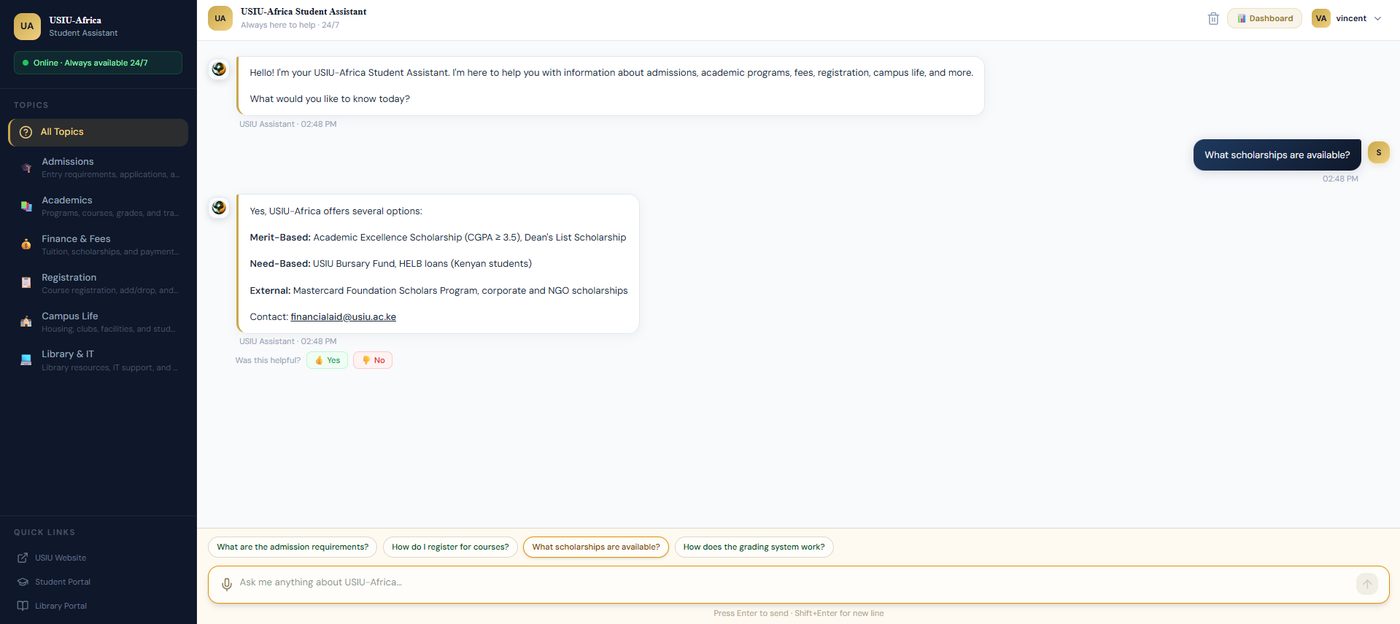 UA
USIU-Africa
Student Assistant
Online · Always available 24/7
TOPICS
All Topics
Admissions
Entry requirements, applications, a...
Academics
Programs, courses, grades, and tra...
Finance & Fees
Tuition, scholarships, and payment...
Registration
Course registration, add/drop, and...
Campus Life
Housing, clubs, facilities, and stud...
Library & IT
Library resources, IT support, and ...
QUICK LINKS
USIU Website
Student Portal
Library Portal
UA
USIU-Africa Student Assistant
Always here to help · 24/7
Dashboard
VA
vincent
Hello! I'm your USIU-Africa Student Assistant. I'm here to help you with information about admissions, academic programs, fees, registration, campus life, and more.
What would you like to know today?
USIU Assistant · 02:48 PM
What scholarships are available?
S
02:48 PM
Yes, USIU-Africa offers several options:
Merit-Based: Academic Excellence Scholarship (CGPA ≥ 3.5), Dean's List Scholarship
Need-Based: USIU Bursary Fund, HELB loans (Kenyan students)
External: Mastercard Foundation Scholars Program, corporate and NGO scholarships
Contact: financialaid@usiu.ac.ke
USIU Assistant · 02:48 PM
Was this helpful? 👍 Yes 👎 No
What are the admission requirements? How do I register for courses? What scholarships are available? How does the grading system work?
Ask me anything about USIU-Africa...
Press Enter to send · Shift+Enter for new line